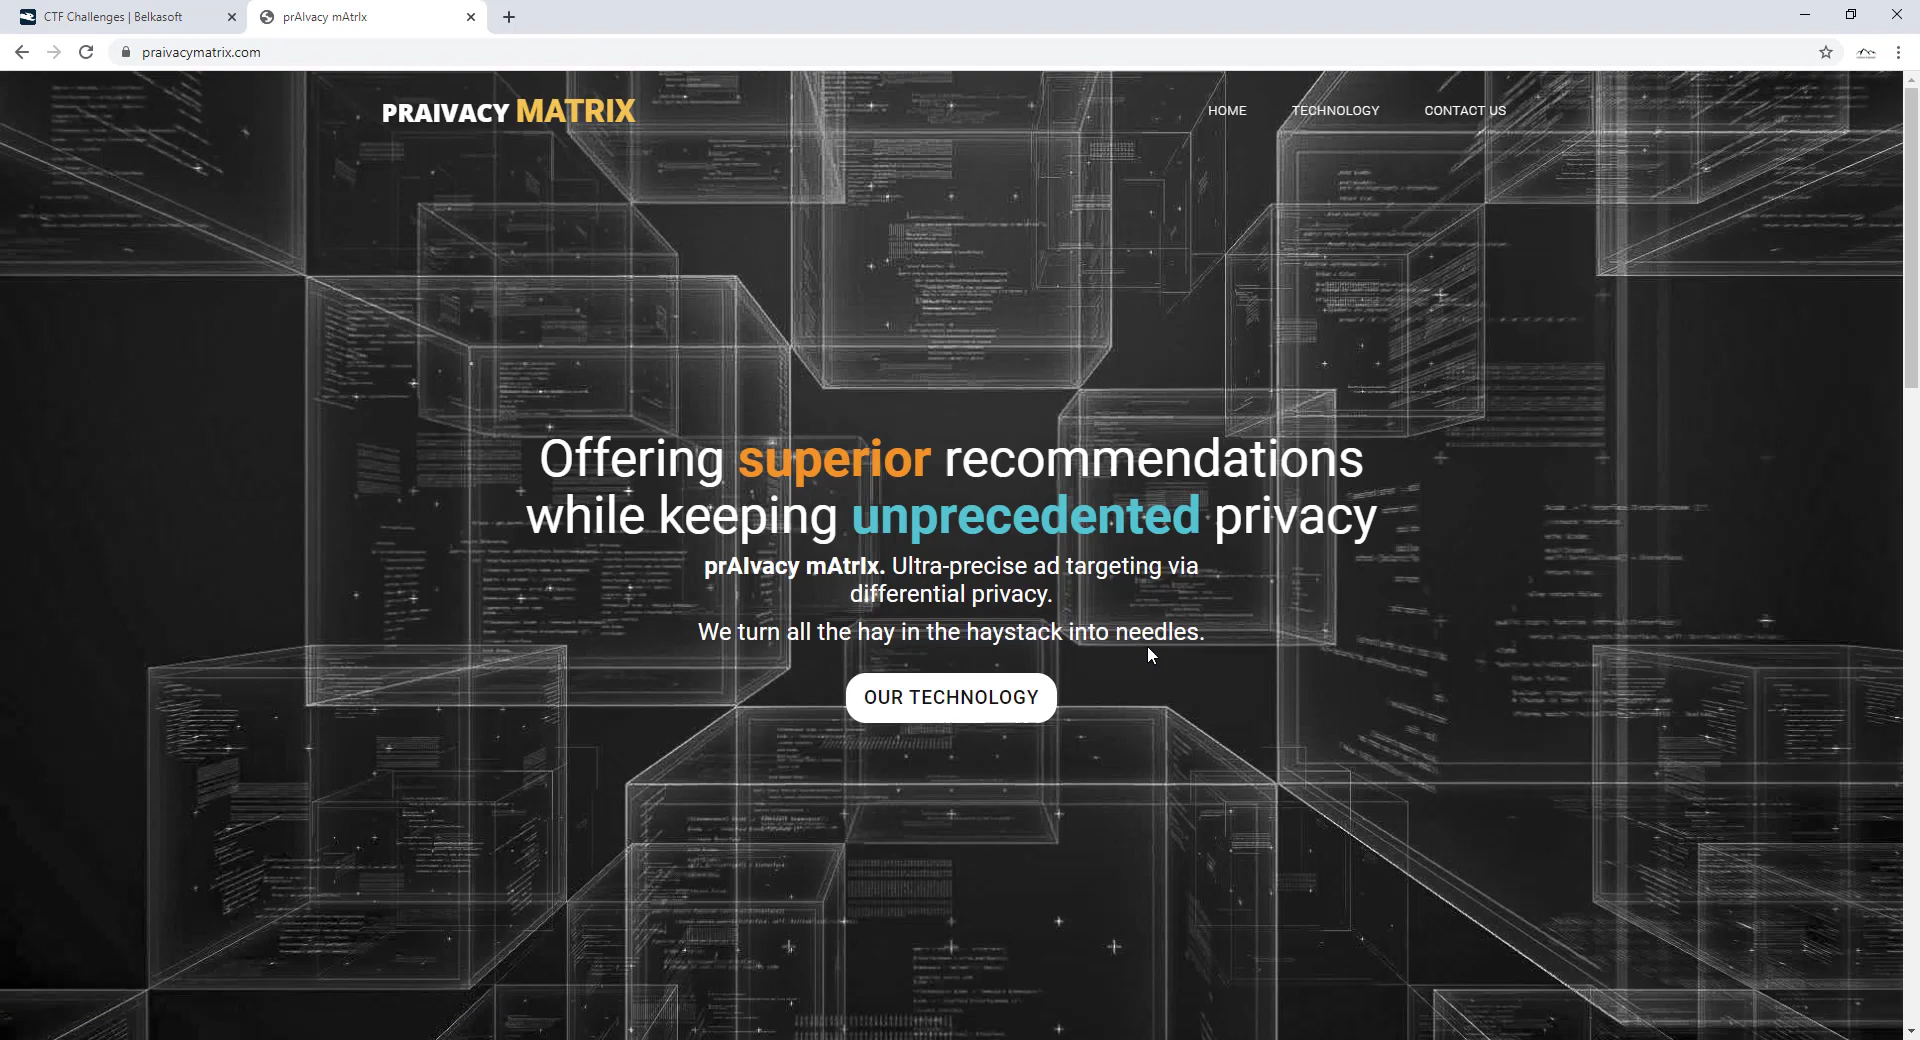 CTF Challenges | Belkasoft
prAIvacy mAtrIx
praivacymatrix.com
PRAIVACY MATRIX
HOME
TECHNOLOGY
CONTACT US
Offering superior recommendations
while keeping unprecedented privacy
prAIvacy mAtrIx. Ultra-precise ad targeting via
differential privacy.
We turn all the hay in the haystack into needles.
OUR TECHNOLOGY